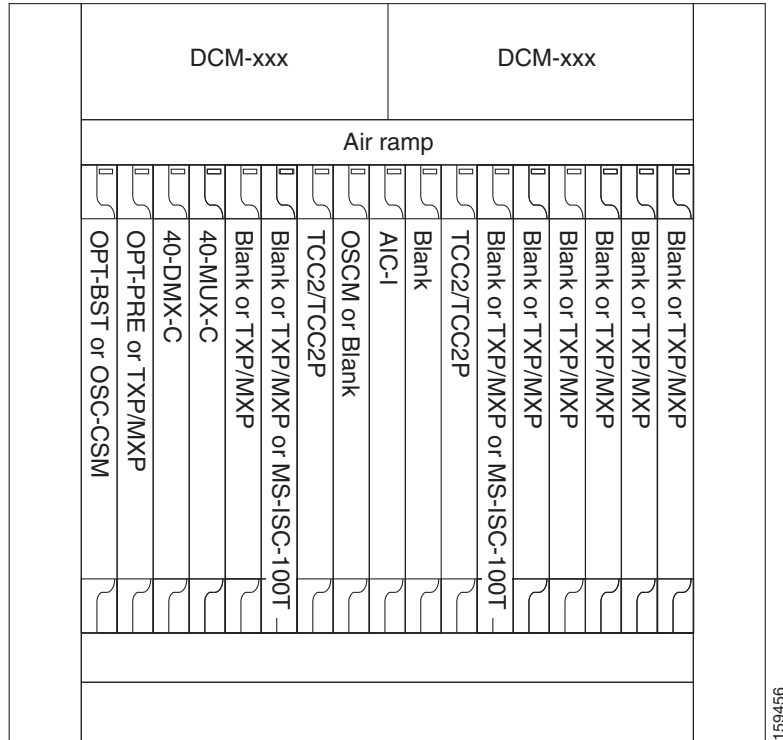 DCM-xxx
DCM-xxx
Air ramp
OPT-BST or OSC-CSM
OPT-PRE or TXP/MXP
40-DMX-C
40-MUX-C
Blank or TXP/MXP
Blank or TXP/MXP or MS-ISC-100T
TCC2/TCC2P
OSCM or Blank
AIC-I
Blank
TCC2/TCC2P
Blank or TXP/MXP or MS-ISC-100T
Blank or TXP/MXP
Blank or TXP/MXP
Blank or TXP/MXP
Blank or TXP/MXP
Blank or TXP/MXP
159456